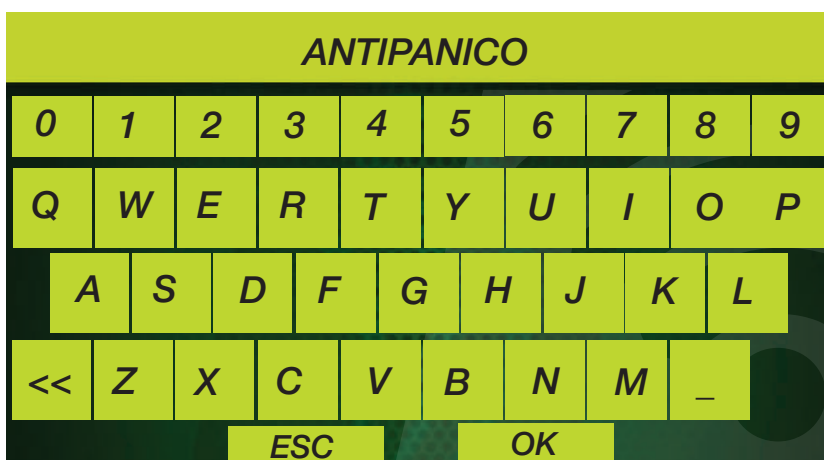 ANTIPANICO
0 1 2 3 4 5 6 7 8 9
Q W E R T Y U I O P
A S D F G H J K L
<< Z X C V B N M _
ESC OK